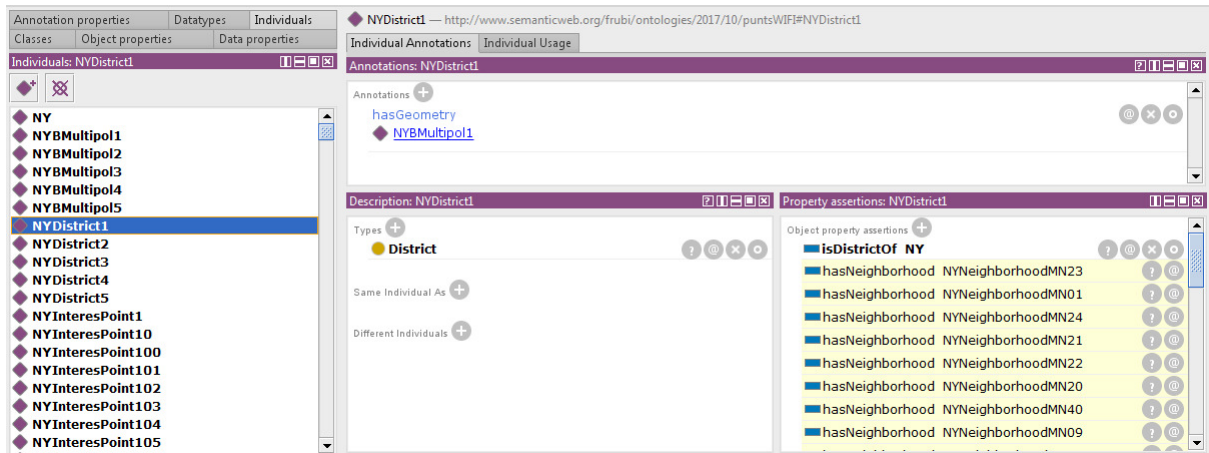 Annotation properties Datatypes Individuals
Classes Object properties Data properties
Individuals: NYDistrict1
NY
NYBMultipol1
NYBMultipol2
NYBMultipol3
NYBMultipol4
NYBMultipol5
NYDistrict1
NYDistrict2
NYDistrict3
NYDistrict4
NYDistrict5
NYInteresPoint1
NYInteresPoint10
NYInteresPoint100
NYInteresPoint101
NYInteresPoint102
NYInteresPoint103
NYInteresPoint104
NYInteresPoint105
NYDistrict1 — http://www.semanticweb.org/frubi/ontologies/2017/10/puntsWIFI#NYDistrict1
Individual Annotations Individual Usage
Annotations: NYDistrict1
Annotations
hasGeometry
NYBMultipol1
Description: NYDistrict1
Types
District
Same Individual As
Different Individuals
Property assertions: NYDistrict1
Object property assertions
isDistrictOf NY
hasNeighborhood NYNeighborhoodMN23
hasNeighborhood NYNeighborhoodMN01
hasNeighborhood NYNeighborhoodMN24
hasNeighborhood NYNeighborhoodMN21
hasNeighborhood NYNeighborhoodMN22
hasNeighborhood NYNeighborhoodMN20
hasNeighborhood NYNeighborhoodMN40
hasNeighborhood NYNeighborhoodMN09